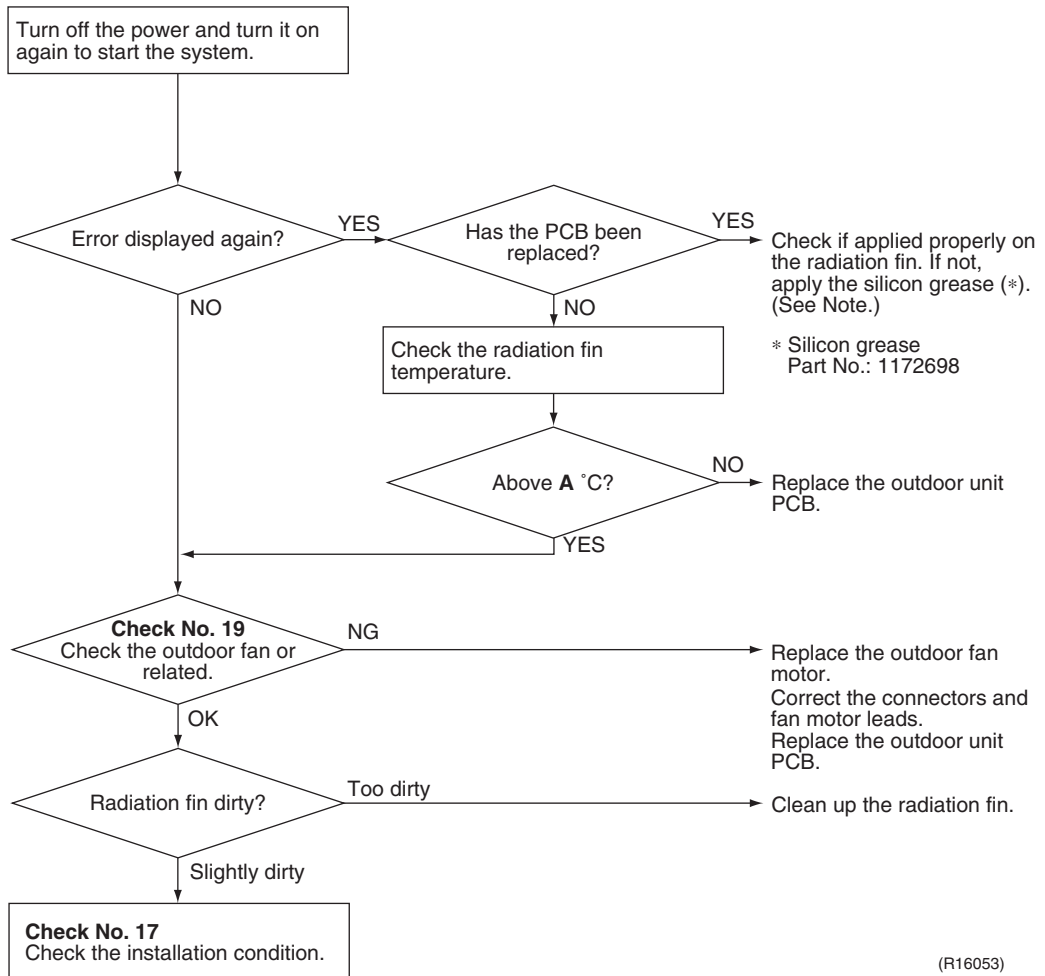 Turn off the power and turn it on
again to start the system.
Error displayed again?
YES
Has the PCB been
replaced?
YES
Check if applied properly on
the radiation fin. If not,
apply the silicon grease (*).
(See Note.)
* Silicon grease
Part No.: 1172698
NO
NO
Check the radiation fin
temperature.
Above A ˚C?
NO
Replace the outdoor unit
PCB.
YES
Check No. 19
Check the outdoor fan or
related.
NG
Replace the outdoor fan
motor.
Correct the connectors and
fan motor leads.
Replace the outdoor unit
PCB.
OK
Radiation fin dirty?
Too dirty
Clean up the radiation fin.
Slightly dirty
Check No. 17
Check the installation condition.
(R16053)